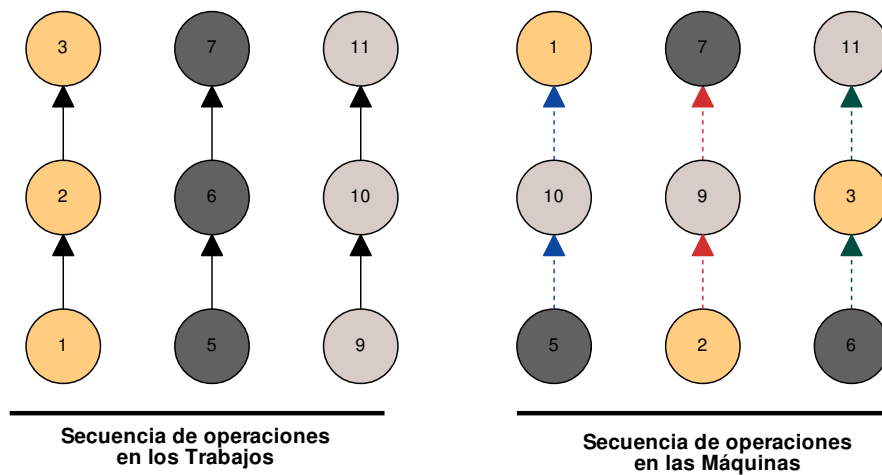 3 7 11 1 7 11
2 6 10 10 9 3
1 5 9 5 2 6
Secuencia de operaciones
en los Trabajos
Secuencia de operaciones
en las Máquinas